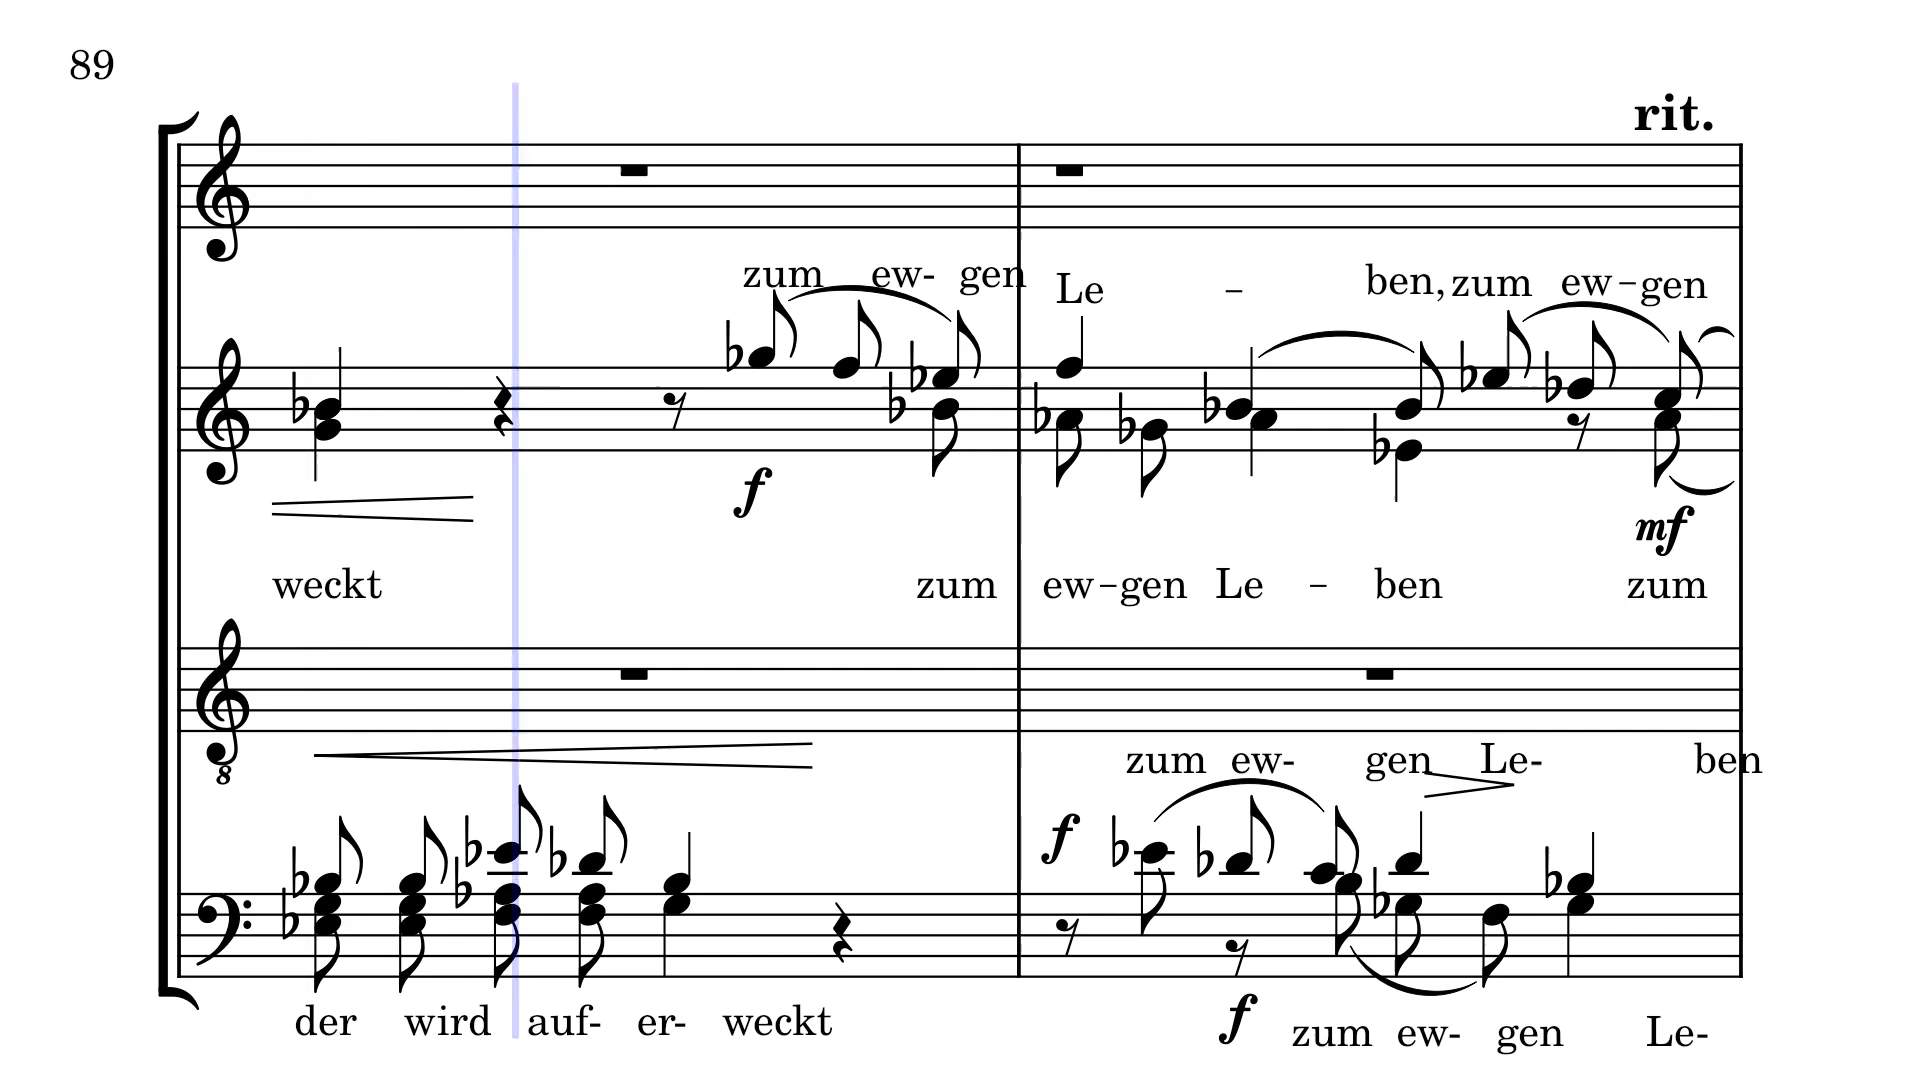 89
rit.
zum ew- gen Le – ben, zum ew–gen
f
mf
weckt zum ew–gen Le – ben zum
8
zum ew- gen Le- ben
f
f
der wird auf- er- weckt zum ew- gen Le-